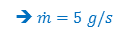 ➔ ṁ = 5 g/s